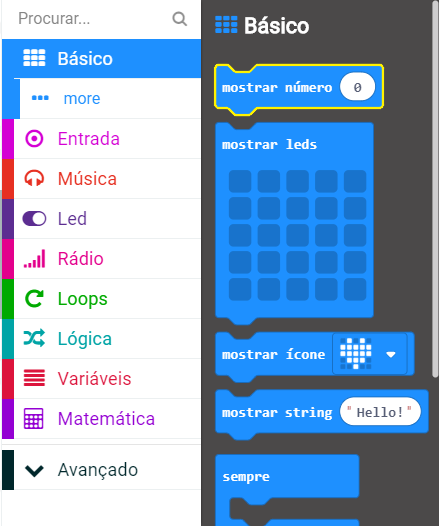 Procurar...
Básico
more
Entrada
Música
Led
Rádio
Loops
Lógica
Variáveis
Matemática
Avançado
Básico
mostrar número 0
mostrar leds
mostrar ícone
mostrar string "Hello!"
sempre